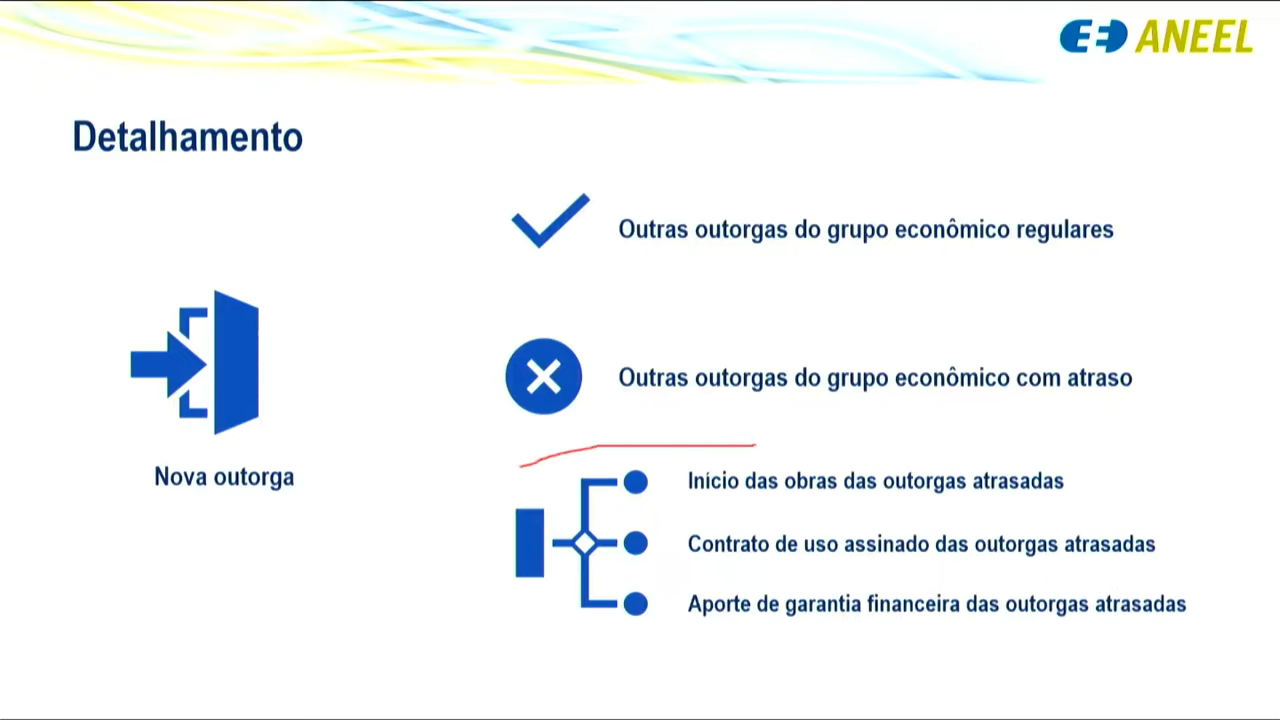 ANEEL
Detalhamento
Outras outorgas do grupo econômico regulares
Outras outorgas do grupo econômico com atraso
Nova outorga
Início das obras das outorgas atrasadas
Contrato de uso assinado das outorgas atrasadas
Aporte de garantia financeira das outorgas atrasadas